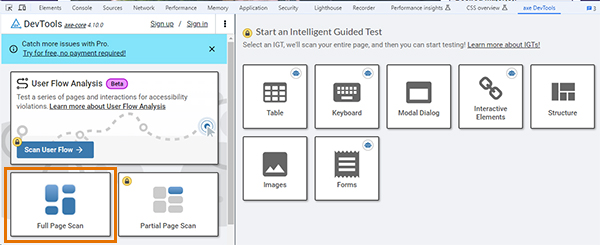 Elements Console Sources Network Performance Memory Application Security Lighthouse Recorder Performance insights CSS overview axe DevTools
DevTools axe-core 4.10.0
Sign up / Sign in
Catch more issues with Pro.
Try for free, no payment required!
User Flow Analysis Beta
Test a series of pages and interactions for accessibility
violations. Learn more about User Flow Analysis
Scan User Flow →
Full Page Scan
Partial Page Scan
Start an Intelligent Guided Test
Select an IGT, we'll scan your entire page, and then you can start testing! Learn more about IGTs!
Table
Keyboard
Modal Dialog
Interactive
Elements
Structure
Images
Forms